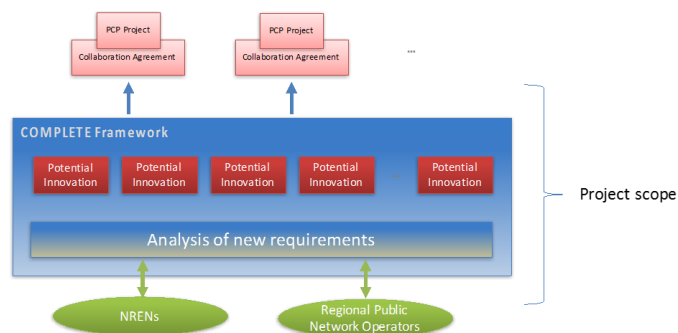 PCP Project
Collaboration Agreement
PCP Project
Collaboration Agreement
...
COMPLETE Framework
Potential
Innovation
Potential
Innovation
Potential
Innovation
Potential
Innovation
...
Potential
Innovation
Project scope
Analysis of new requirements
NRENs
Regional Public
Network Operators